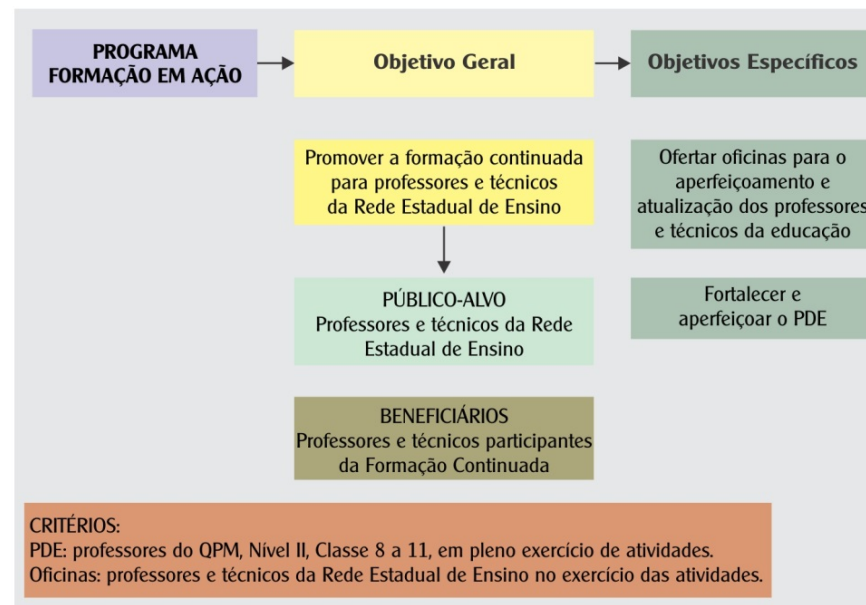 PROGRAMA
FORMAÇÃO EM AÇÃO
Objetivo Geral
Objetivos Específicos
Promover a formação continuada
para professores e técnicos
da Rede Estadual de Ensino
Ofertar oficinas para o
aperfeiçoamento e
atualização dos professores
e técnicos da educação
PÚBLICO-ALVO
Professores e técnicos da Rede
Estadual de Ensino
Fortalecer e
aperfeiçoar o PDE
BENEFICIÁRIOS
Professores e técnicos participantes
da Formação Continuada
CRITÉRIOS:
PDE: professores do QPM, Nível II, Classe 8 a 11, em pleno exercício de atividades.
Oficinas: professores e técnicos da Rede Estadual de Ensino no exercício das atividades.